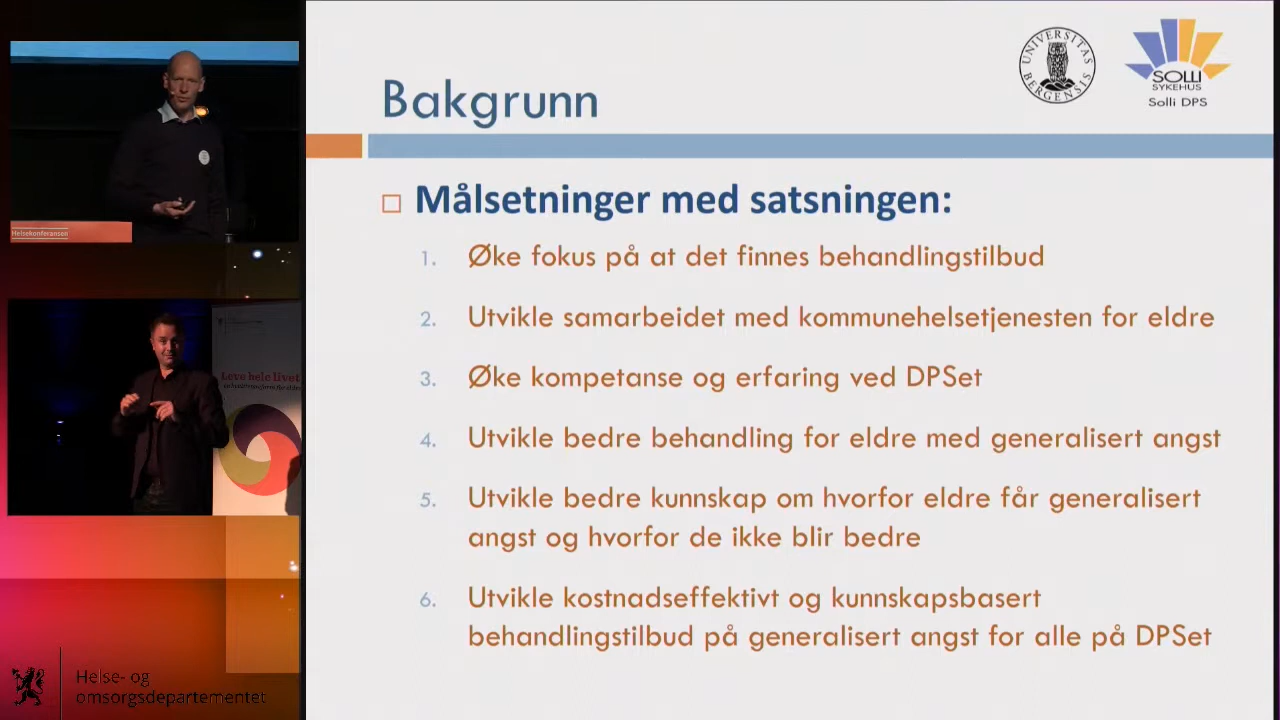 Bakgrunn
UNIVERSITAS BERGENSIS
SOLLI
SYKEHUS
Solli DPS
Målsetninger med satsningen:
1. Øke fokus på at det finnes behandlingstilbud
2. Utvikle samarbeidet med kommunehelsetjenesten for eldre
3. Øke kompetanse og erfaring ved DPSet
4. Utvikle bedre behandling for eldre med generalisert angst
5. Utvikle bedre kunnskap om hvorfor eldre får generalisert
angst og hvorfor de ikke blir bedre
6. Utvikle kostnadseffektivt og kunnskapsbasert
behandlingstilbud på generalisert angst for alle på DPSet
Helsekonferansen
Leve hele livet
Helse- og
omsorgsdepartementet